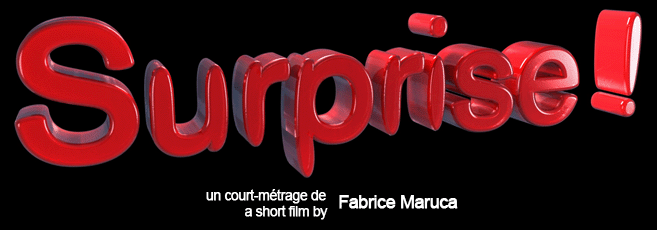 Surprise!
un court-métrage de
a short film by
Fabrice Maruca